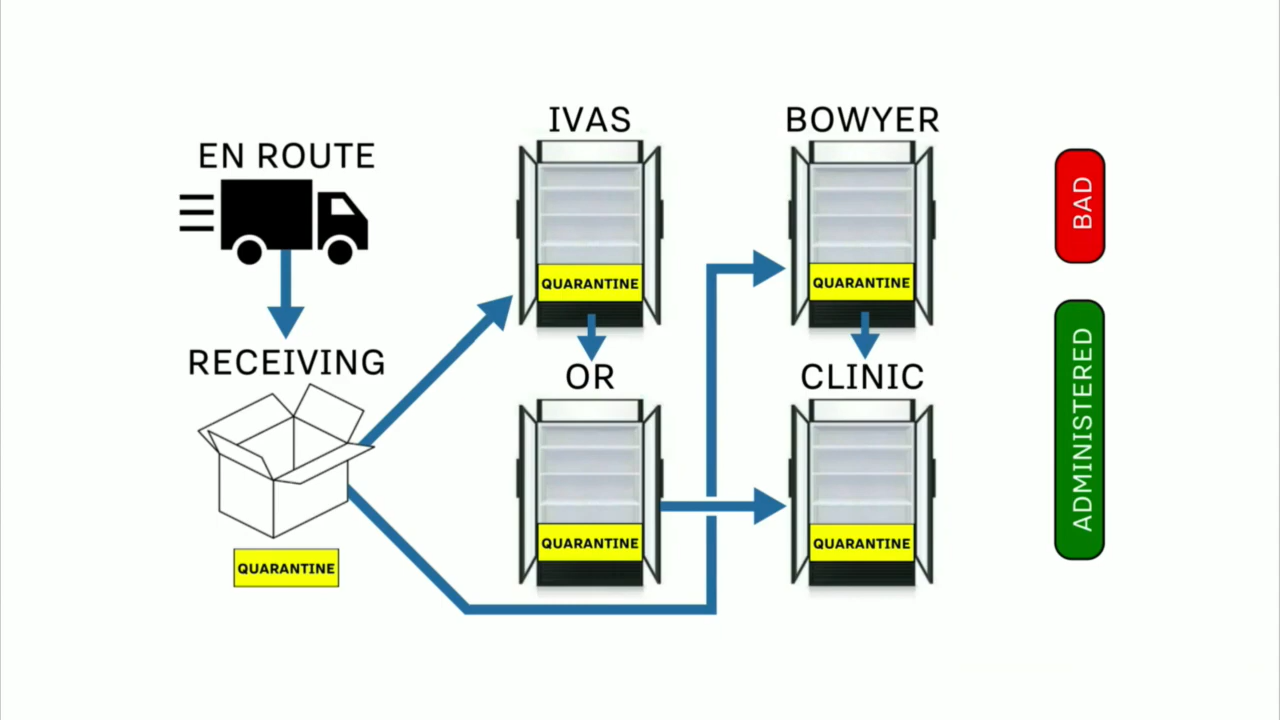 EN ROUTE
RECEIVING
QUARANTINE
IVAS
QUARANTINE
OR
QUARANTINE
BOWYER
QUARANTINE
CLINIC
QUARANTINE
BAD
ADMINISTERED